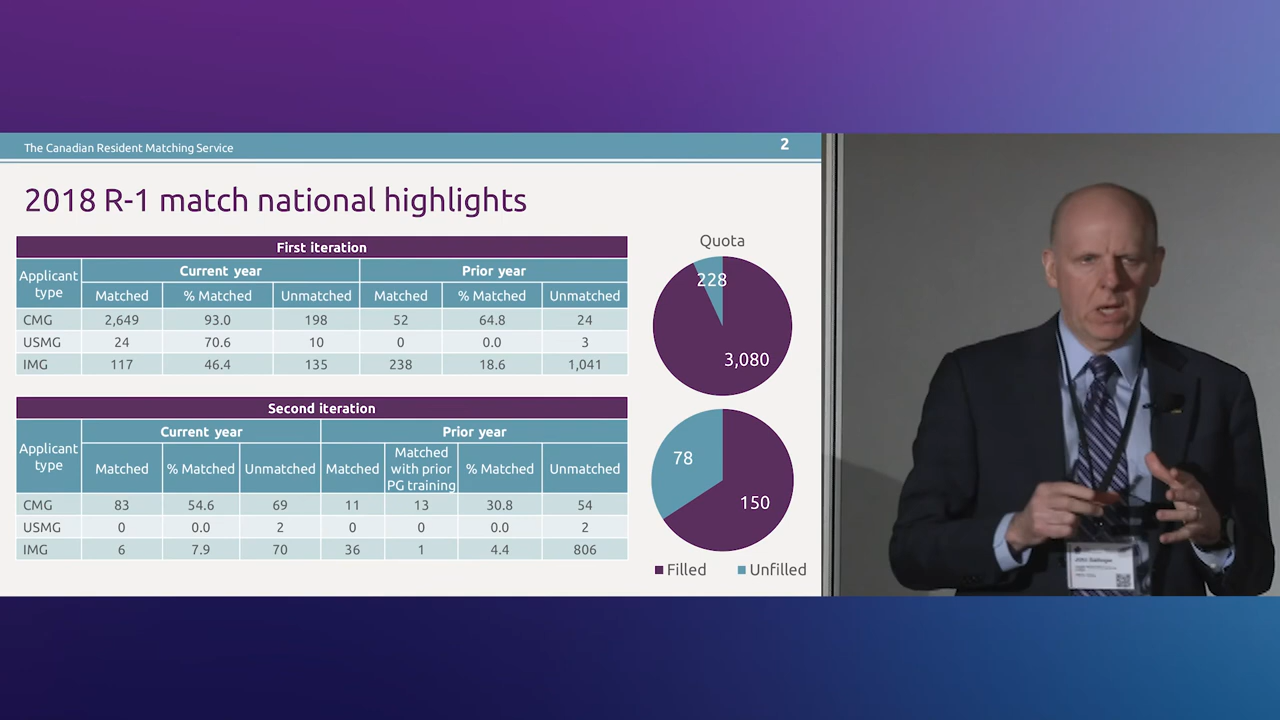 The Canadian Resident Matching Service 2
2018 R-1 match national highlights
First iteration
Applicant type Current year Prior year
Matched % Matched Unmatched Matched % Matched Unmatched
CMG 2,649 93.0 198 52 64.8 24
USMG 24 70.6 10 0 0.0 3
IMG 117 46.4 135 238 18.6 1,041
Second iteration
Applicant type Current year Prior year
Matched % Matched Unmatched Matched Matched with prior PG training % Matched Unmatched
CMG 83 54.6 69 11 13 30.8 54
USMG 0 0.0 2 0 0 0.0 2
IMG 6 7.9 70 36 1 4.4 806
Quota
228
3,080
78
150
Filled Unfilled